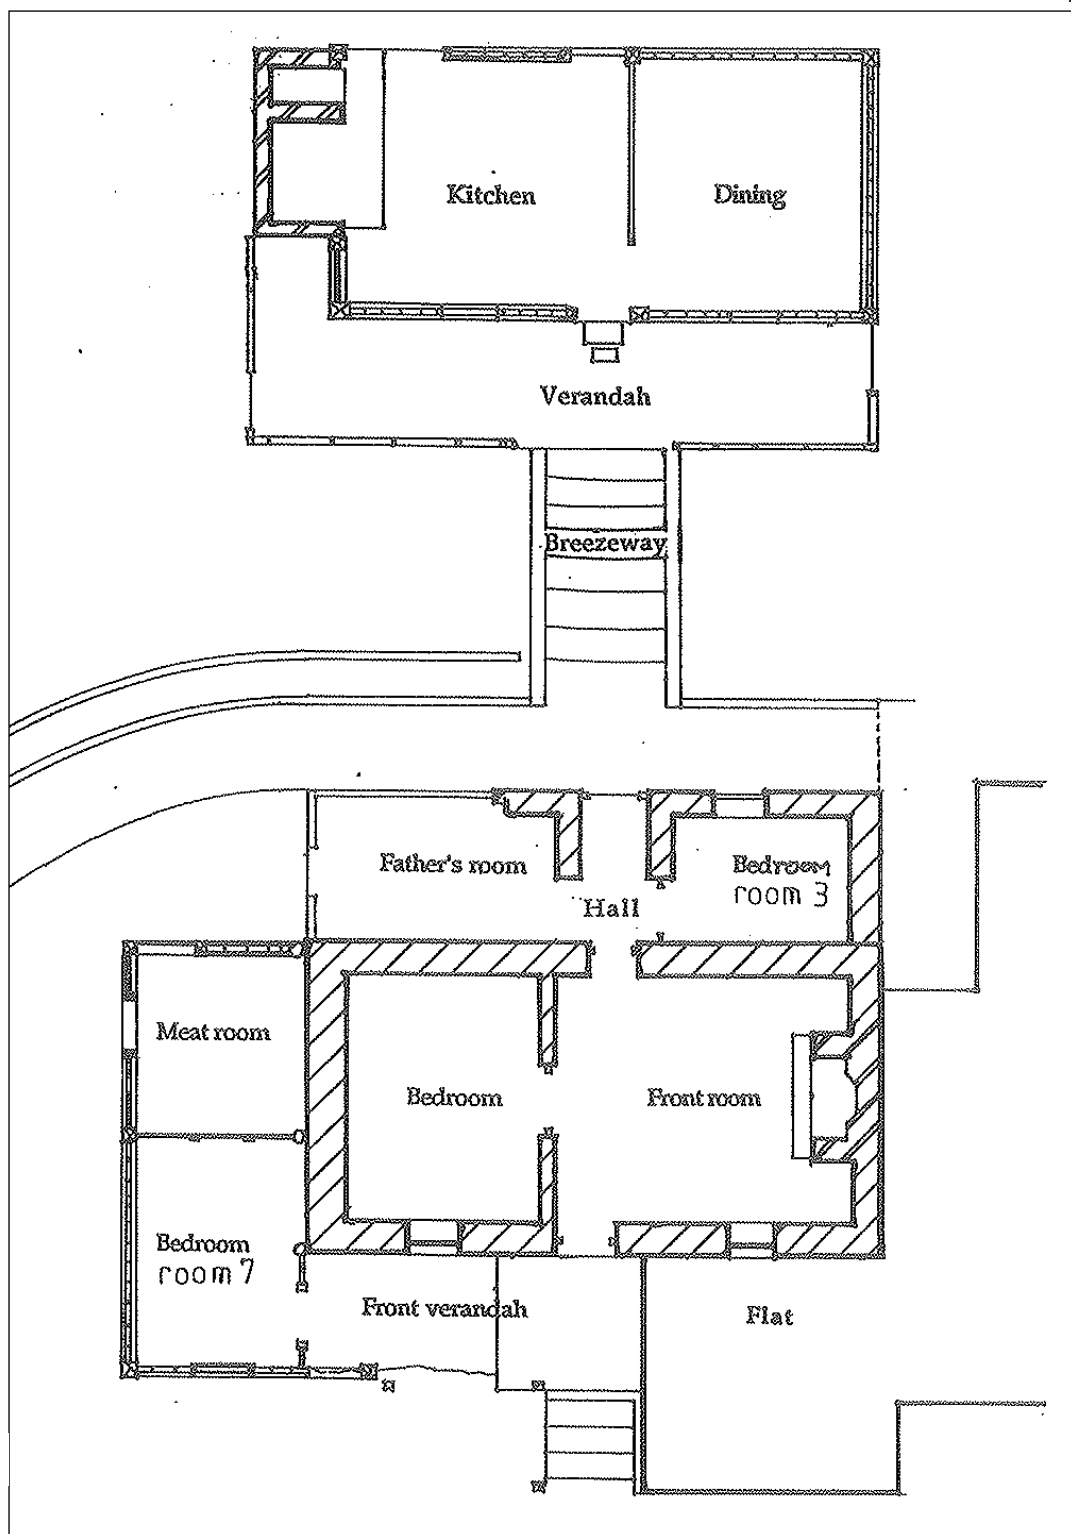 Kitchen
Dining
Verandah
Breezeway
Father's room
Bedroom
room 3
Hall
Meat room
Bedroom
Front room
Bedroom
room 7
Front verandah
Flat